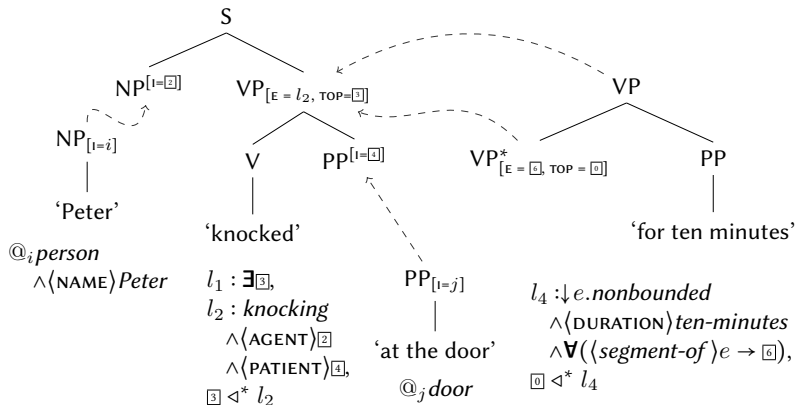 S
NP[I=2] VP[E = l2, TOP=3] VP
NP[I=i] V PP[I=4] VP*[E = 6, TOP = 0] PP
‘Peter’ ‘knocked’ ‘for ten minutes’
@i person
∧⟨NAME⟩Peter
l1 : ∃3,
l2 : knocking
∧⟨AGENT⟩2
∧⟨PATIENT⟩4,
3 ◁* l2
PP[I=j]
‘at the door’
@j door
l4 :↓ e.nonbounded
∧⟨DURATION⟩ten-minutes
∧∀(⟨segment-of⟩e → 6),
0 ◁* l4